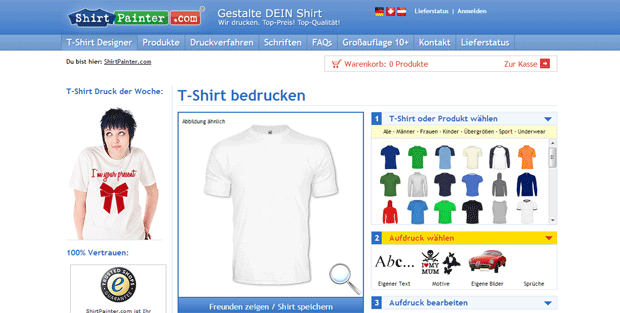 ShirtPainter.com
Gestalte DEIN Shirt
Wir drucken. Top-Preis! Top-Qualität!
Lieferstatus | Anmelden
T-Shirt Designer Produkte Druckverfahren Schriften FAQs Großauflage 10+ Kontakt Lieferstatus
Du bist hier: ShirtPainter.com
Warenkorb: 0 Produkte Zur Kasse
T-Shirt Druck der Woche:
I'm your present
100% Vertrauen:
TRUSTED SHOPS
GUARANTEE
ShirtPainter.com ist Ihr
T-Shirt bedrucken
Abbildung ähnlich
Freunden zeigen / Shirt speichern
1 T-Shirt oder Produkt wählen
Alle - Männer - Frauen - Kinder - Übergrößen - Sport - Underwear
2 Aufdruck wählen
Abc...
I ♥ MY MUM
Eigener Text Motive Eigene Bilder Sprüche
3 Aufdruck bearbeiten